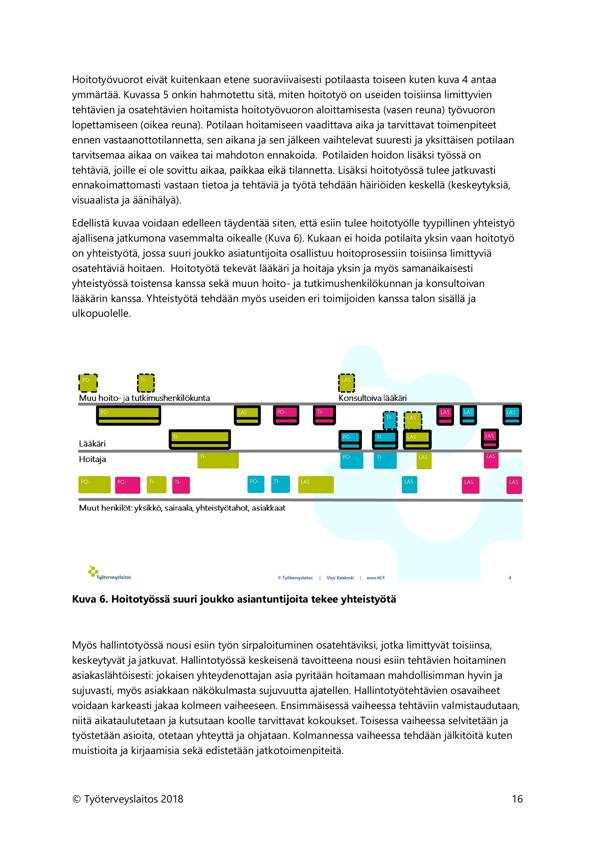 Hoitotyövuorot eivät kuitenkaan etene suoraviivaisesti potilaasta toiseen kuten kuva 4 antaa
ymmärtää. Kuvassa 5 onkin hahmotettu sitä, miten hoitotyö on useiden toisiinsa limittyvien
tehtävien ja osatehtävien hoitamista hoitotyövuoron aloittamisesta (vasen reuna) työvuoron
lopettamiseen (oikea reuna). Potilaan hoitamiseen vaadittava aika ja tarvittavat toimenpiteet
ennen vastaanottotilannetta, sen aikana ja sen jälkeen vaihtelevat suuresti ja yksittäisen potilaan
tarvitsemaa aikaa on vaikea tai mahdoton ennakoida. Potilaiden hoidon lisäksi työssä on
tehtäviä, joille ei ole sovittu aikaa, paikkaa eikä tilannetta. Lisäksi hoitotyössä tulee jatkuvasti
ennakoimattomasti vastaan tietoa ja tehtäviä ja työtä tehdään häiriöiden keskellä (keskeytyksiä,
visuaalista ja äänihälyä).
Edellistä kuvaa voidaan edelleen täydentää siten, että esiin tulee hoitotyölle tyypillinen yhteistyö
ajallisena jatkumona vasemmalta oikealle (Kuva 6). Kukaan ei hoida potilaita yksin vaan hoitotyö
on yhteistyötä, jossa suuri joukko asiatuntijoita osallistuu hoitoprosessiin toisiinsa limittyviä
osatehtäviä hoitaen. Hoitotyötä tekevät lääkäri ja hoitaja yksin ja myös samanaikaisesti
yhteistyössä toistensa kanssa sekä muun hoito- ja tutkimushenkilökunnan ja konsultoivan
lääkärin kanssa. Yhteistyötä tehdään myös useiden eri toimijoiden kanssa talon sisällä ja
ulkopuolelle.
PO- TI- LAS
Muu hoito- ja tutkimushenkilökunta Konsultoiva lääkäri
PO- LAS PO- TI- TI- LAS LAS LAS LAS
Lääkäri TI- PO- TI- LAS LAS
Hoitaja TI- PO- TI- LAS LAS
PO- PO- TI- TI- PO- TI- LAS LAS LAS LAS
Muut henkilöt: yksikkö, sairaala, yhteistyötahot, asiakkaat
Työterveyslaitos © Työterveyslaitos | Virpi Kalakoski | www.ttl.fi 4
Kuva 6. Hoitotyössä suuri joukko asiantuntijoita tekee yhteistyötä
Myös hallintotyössä nousi esiin työn sirpaloituminen osatehtäviksi, jotka limittyvät toisiinsa,
keskeytyvät ja jatkuvat. Hallintotyössä keskeisenä tavoitteena nousi esiin tehtävien hoitaminen
asiakaslähtöisesti: jokaisen yhteydenottajan asia pyritään hoitamaan mahdollisimman hyvin ja
sujuvasti, myös asiakkaan näkökulmasta sujuvuutta ajatellen. Hallintotyötehtävien osavaiheet
voidaan karkeasti jakaa kolmeen vaiheeseen. Ensimmäisessä vaiheessa tehtäviin valmistaudutaan,
niitä aikataulutetaan ja kutsutaan koolle tarvittavat kokoukset. Toisessa vaiheessa selvitetään ja
työstetään asioita, otetaan yhteyttä ja ohjataan. Kolmannessa vaiheessa tehdään jälkitöitä kuten
muistioita ja kirjaamisia sekä edistetään jatkotoimenpiteitä.
© Työterveyslaitos 2018 16